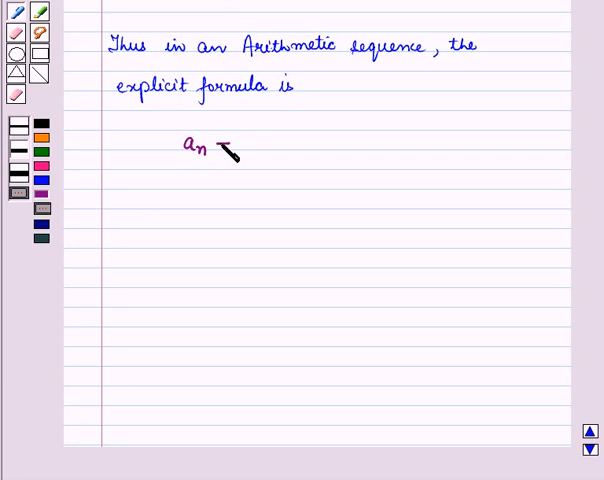 Thus in an Arithmetic sequence, the
explicit formula is
aₙ